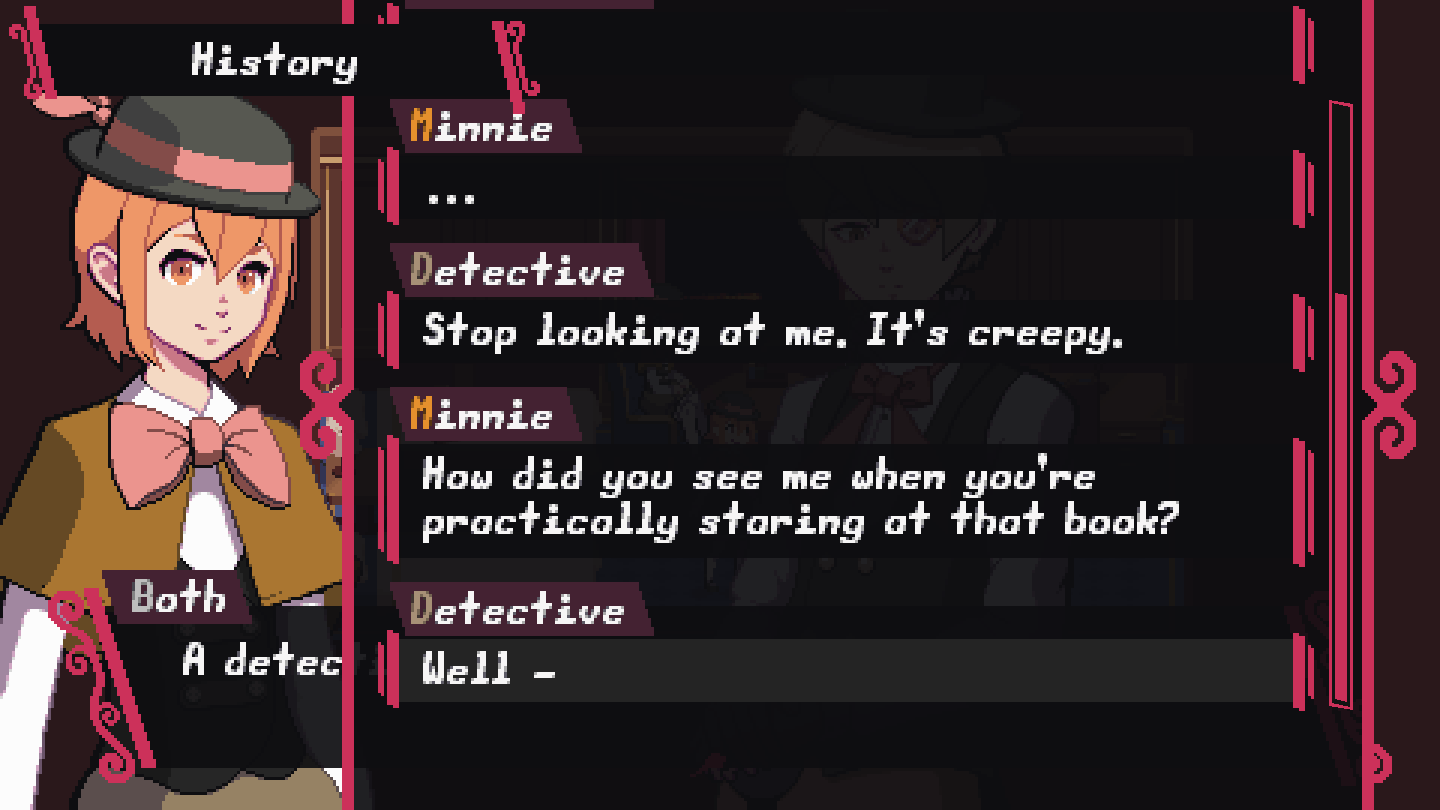 History
Minnie
...
Detective
Stop looking at me. It's creepy.
Minnie
How did you see me when you're
practically staring at that book?
Detective
Well -
Both
A detec